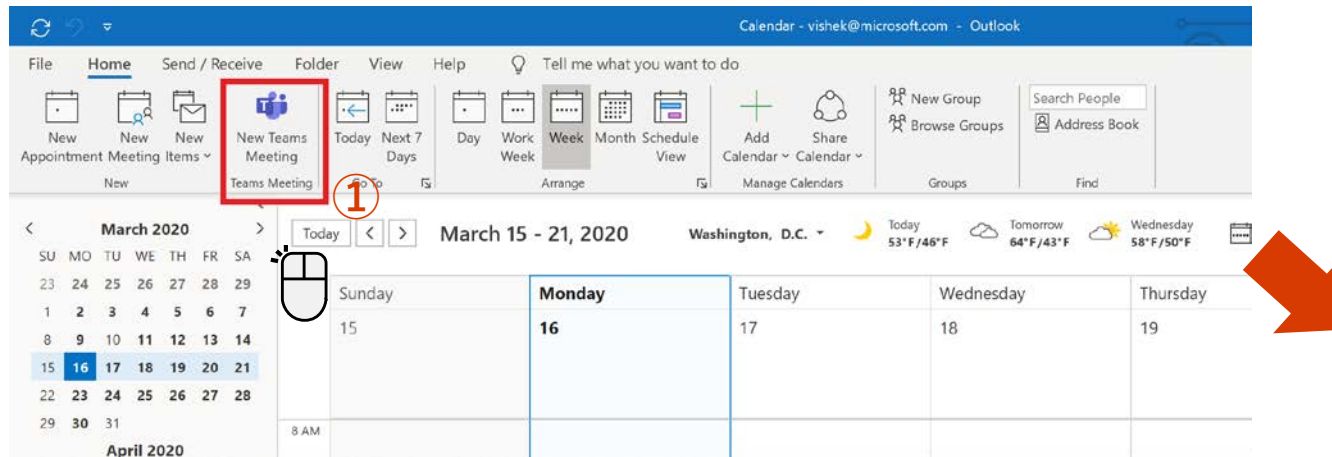 Calendar - vishek@microsoft.com - Outlook
File Home Send / Receive Folder View Help Tell me what you want to do
New Appointment
New Meeting
New Items
New
New Teams Meeting
Teams Meeting
Today
Next 7 Days
Go To
Day
Work Week
Week
Month
Schedule View
Arrange
Add Calendar
Share Calendar
Manage Calendars
New Group
Browse Groups
Groups
Search People
Address Book
Find
①
March 2020
SU MO TU WE TH FR SA
23 24 25 26 27 28 29
1 2 3 4 5 6 7
8 9 10 11 12 13 14
15 16 17 18 19 20 21
22 23 24 25 26 27 28
29 30 31
April 2020
Today < > March 15 - 21, 2020 Washington, D.C.
Today
53°F/46°F
Tomorrow
64°F/43°F
Wednesday
58°F/50°F
Sunday Monday Tuesday Wednesday Thursday
15 16 17 18 19
8 AM